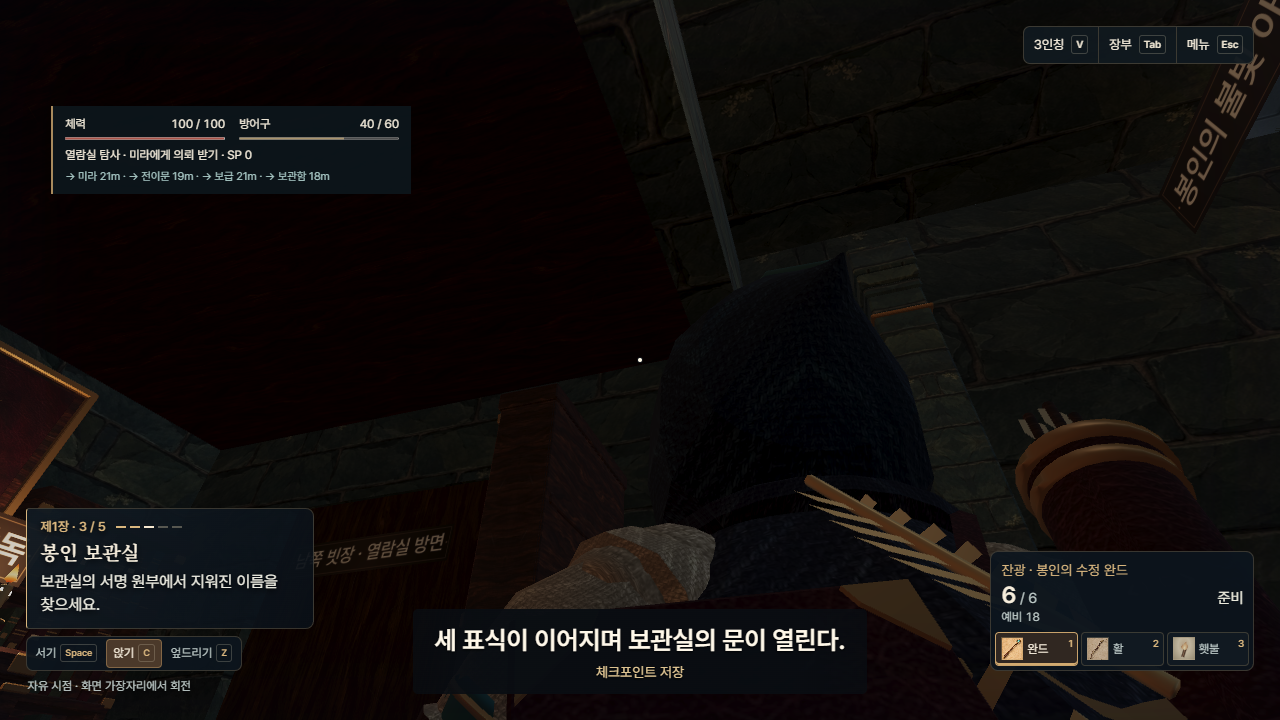 3인칭 V 장부 Tab 메뉴 Esc
봉인의 불빛
체력 100 / 100 방어구 40 / 60
열람실 탐사 · 미라에게 의뢰 받기 · SP 0
→ 미라 21m · → 전이문 19m · → 보급 21m · → 보관함 18m
쪽 빗장 · 열람실 방면
제1장 · 3 / 5
봉인 보관실
보관실의 서명 원부에서 지워진 이름을
찾으세요.
서기 Space 앉기 C 엎드리기 Z
자유 시점 · 화면 가장자리에서 회전
세 표식이 이어지며 보관실의 문이 열린다.
체크포인트 저장
잔광 · 봉인의 수정 완드
6 / 6 준비
예비 18
완드 1 활 2 횃불 3